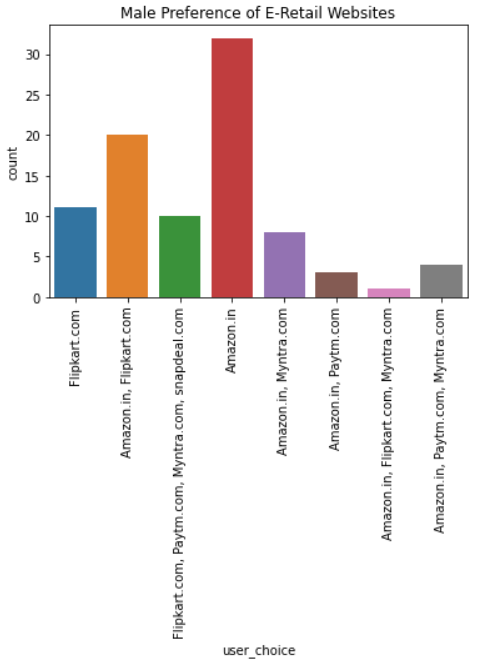 Male Preference of E-Retail Websites
30
25
20
15
10
5
0
count
Flipkart.com
Amazon.in, Flipkart.com
Flipkart.com, Paytm.com, Myntra.com, snapdeal.com
Amazon.in
Amazon.in, Myntra.com
Amazon.in, Paytm.com
Amazon.in, Flipkart.com, Myntra.com
Amazon.in, Paytm.com, Myntra.com
user_choice